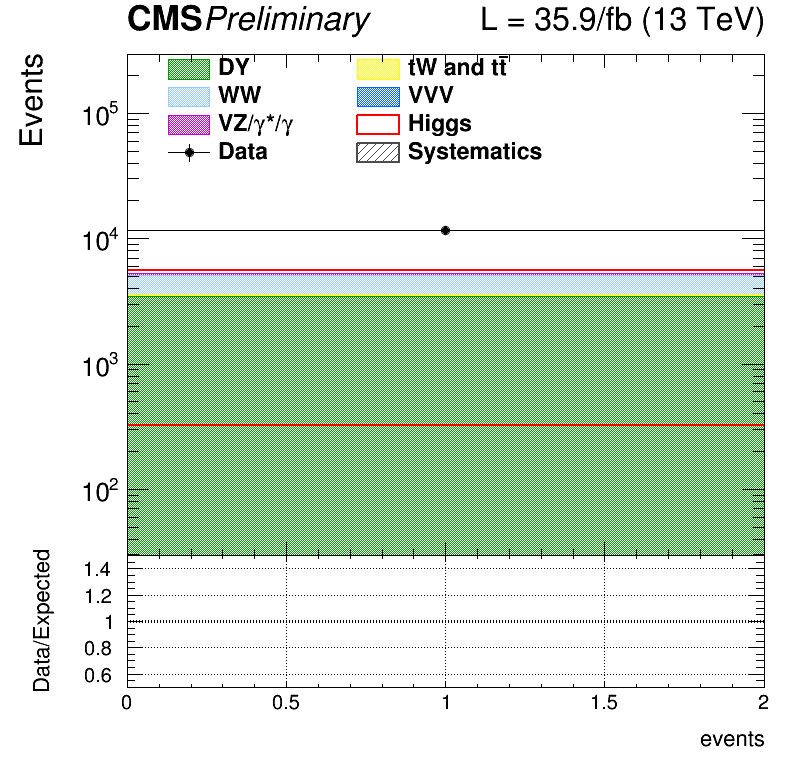 CMS Preliminary L = 35.9/fb (13 TeV)
Events
DY tW and tt̄
WW VVV
VZ/γ*/γ Higgs
Data Systematics
10⁵
10⁴
10³
10²
Data/Expected
1.4
1.2
1
0.8
0.6
0 0.5 1 1.5 2
events